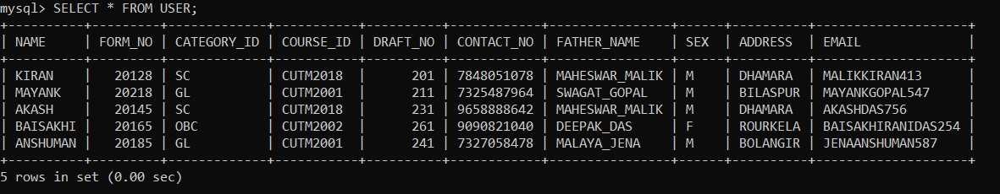 mysql> SELECT * FROM USER;
+----------+---------+-------------+-----------+----------+------------+----------------+------+-----------+--------------------+
| NAME     | FORM_NO | CATEGORY_ID | COURSE_ID | DRAFT_NO | CONTACT_NO | FATHER_NAME    | SEX  | ADDRESS   | EMAIL              |
+----------+---------+-------------+-----------+----------+------------+----------------+------+-----------+--------------------+
| KIRAN    |   20128 | SC          | CUTM2018  |      201 | 7848051078 | MAHESWAR_MALIK | M    | DHAMARA   | MALIKKIRAN413      |
| MAYANK   |   20218 | GL          | CUTM2001  |      211 | 7325487964 | SWAGAT_GOPAL   | M    | BILASPUR  | MAYANKGOPAL547     |
| AKASH    |   20145 | SC          | CUTM2018  |      231 | 9658888642 | MAHESWAR_MALIK | M    | DHAMARA   | AKASHDAS756        |
| BAISAKHI |   20165 | OBC         | CUTM2002  |      261 | 9090821040 | DEEPAK_DAS     | F    | ROURKELA  | BAISAKHIRANIDAS254 |
| ANSHUMAN |   20185 | GL          | CUTM2001  |      241 | 7327058478 | MALAYA_JENA    | M    | BOLANGIR  | JENAANSHUMAN587    |
+----------+---------+-------------+-----------+----------+------------+----------------+------+-----------+--------------------+
5 rows in set (0.00 sec)